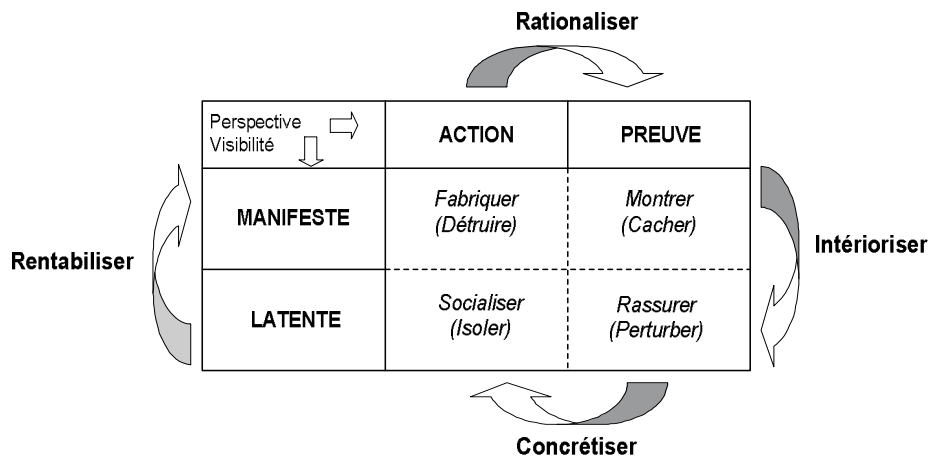 Rationaliser
Perspective
Visibilité
ACTION
PREUVE
MANIFESTE
Fabriquer
(Détruire)
Montrer
(Cacher)
Rentabiliser
Intérioriser
LATENTE
Socialiser
(Isoler)
Rassurer
(Perturber)
Concrétiser